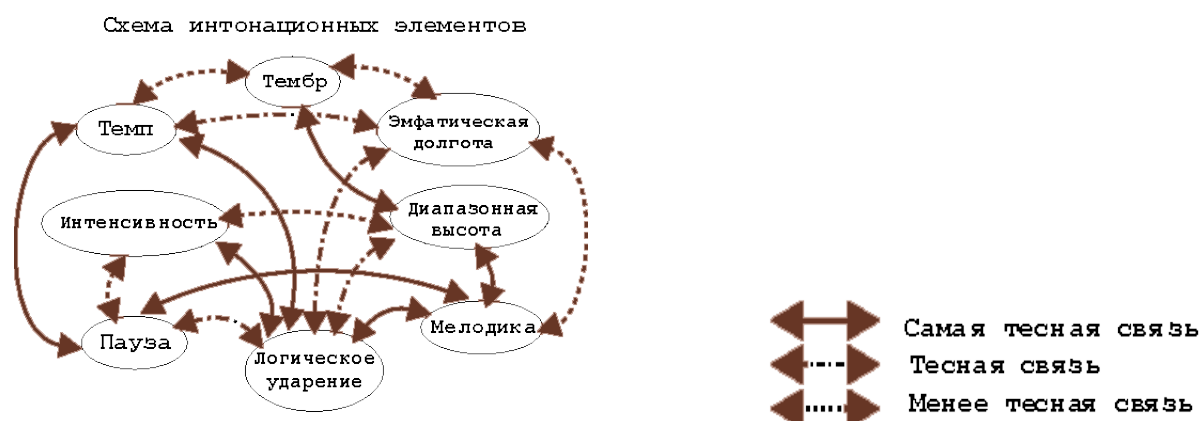 Схема интонационных элементов
Тембр
Темп
Эмфатическая
долгота
Интенсивность
Диапазонная
высота
Пауза
Логическое
ударение
Мелодика
Самая тесная связь
Тесная связь
Менее тесная связь